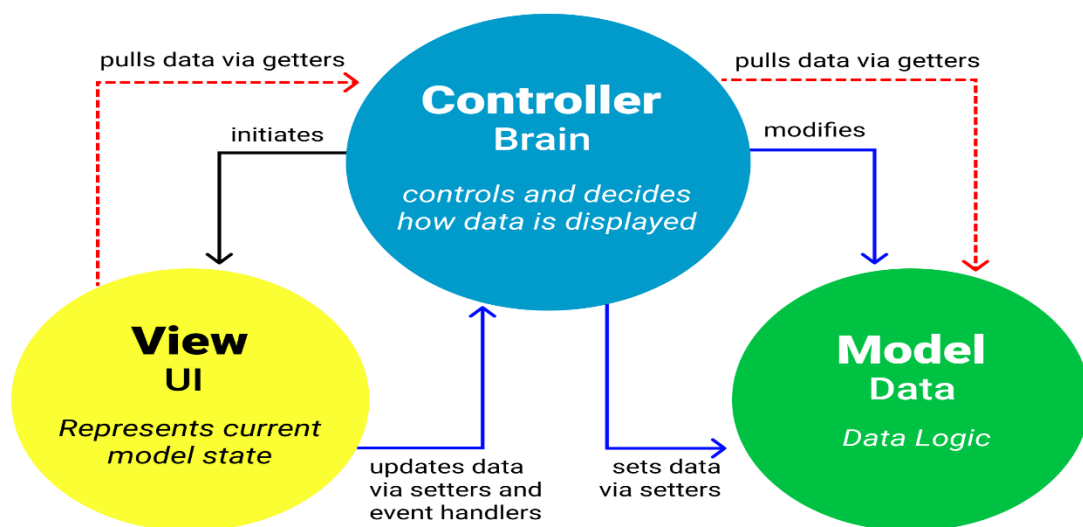 pulls data via getters
pulls data via getters
Controller
Brain
initiates
modifies
controls and decides
how data is displayed
View
UI
Represents current
model state
Model
Data
Data Logic
updates data
via setters and
event handlers
sets data
via setters